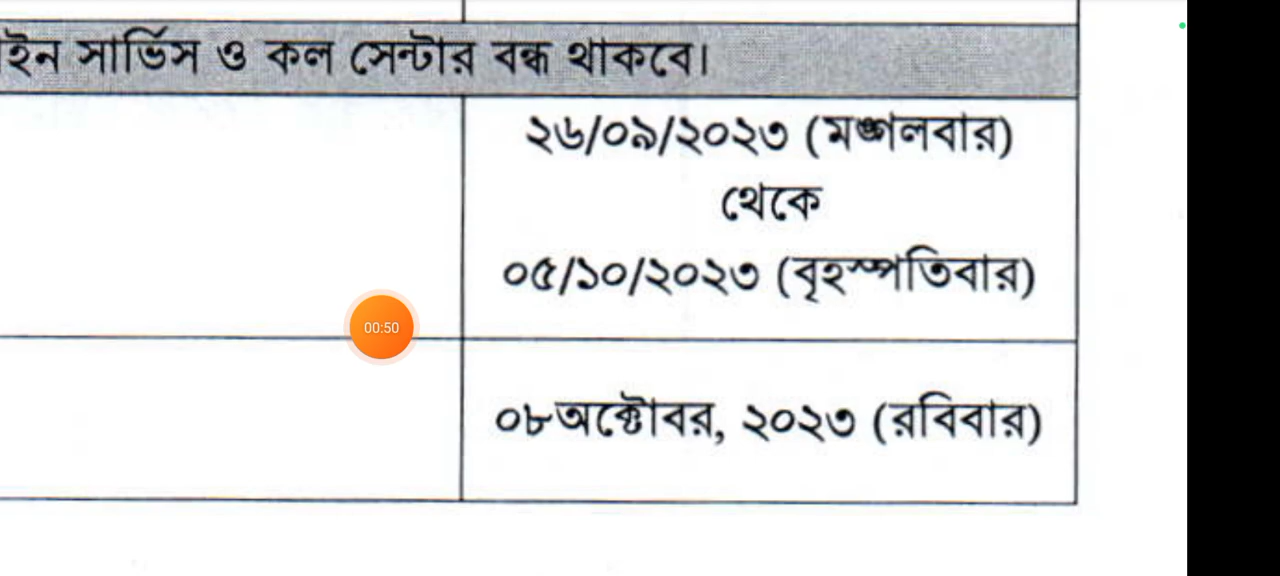 ইন সার্ভিস ও কল সেন্টার বন্ধ থাকবে।
২৬/০৯/২০২৩ (মঙ্গলবার)
থেকে
০৫/১০/২০২৩ (বৃহস্পতিবার)
00:50
০৮অক্টোবর, ২০২৩ (রবিবার)